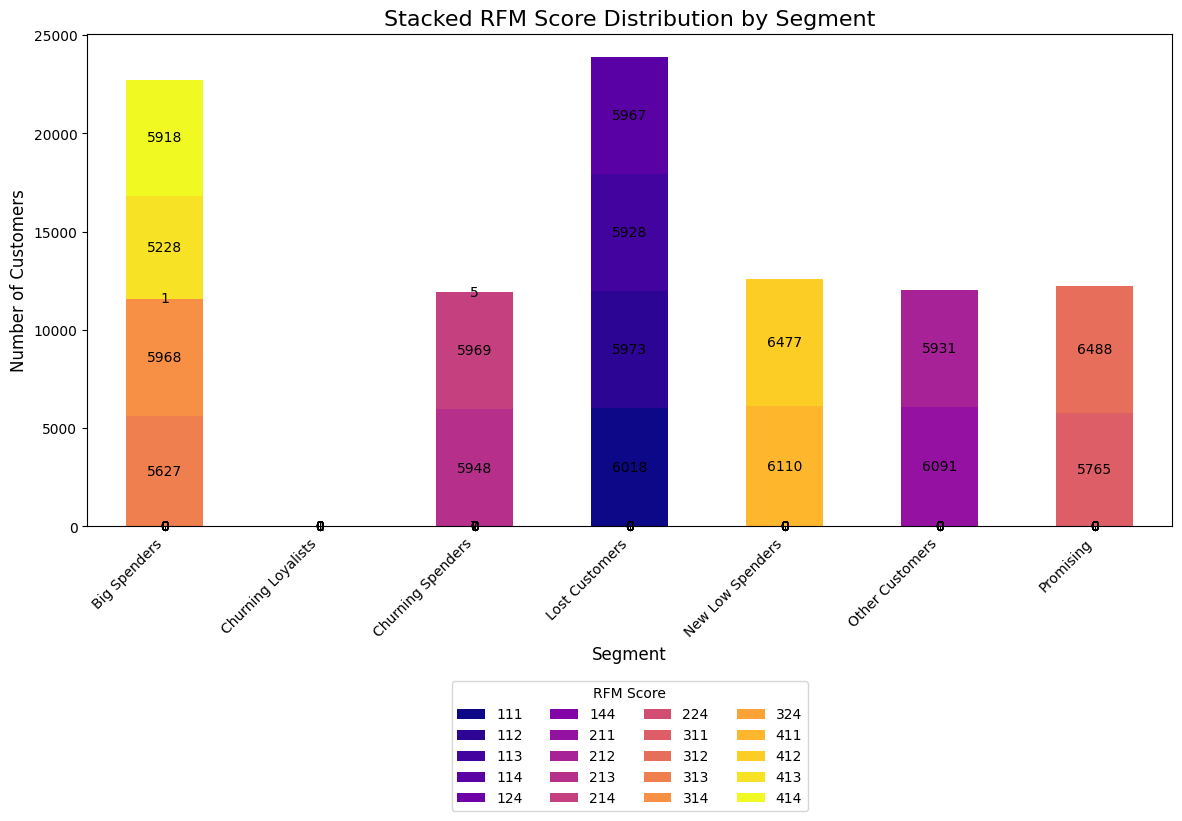 Stacked RFM Score Distribution by Segment
Number of Customers
25000
20000
15000
10000
5000
0
5918
5228
1
5968
5627
5
5969
5948
5967
5928
5973
6018
6477
6110
5931
6091
6488
5765
Big Spenders
Churning Loyalists
Churning Spenders
Lost Customers
New Low Spenders
Other Customers
Promising
Segment
RFM Score
111 144 224 324
112 211 311 411
113 212 312 412
114 213 313 413
124 214 314 414